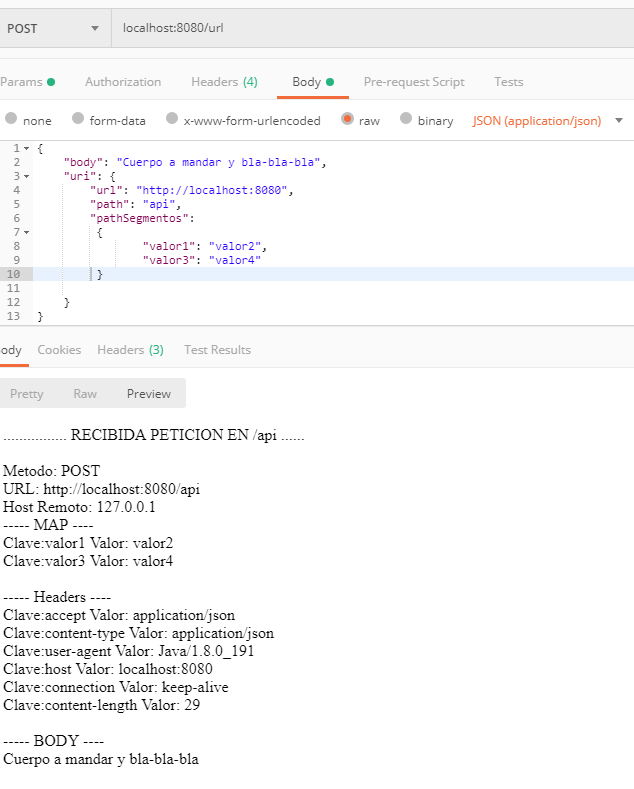 POST localhost:8080/url
Params Authorization Headers (4) Body Pre-request Script Tests
none form-data x-www-form-urlencoded raw binary JSON (application/json)
1 {
2 "body": "Cuerpo a mandar y bla-bla-bla",
3 "uri": {
4 "url": "http://localhost:8080",
5 "path": "api",
6 "pathSegmentos":
7 {
8 "valor1": "valor2",
9 "valor3": "valor4"
10 }
11
12 }
13 }
ody Cookies Headers (3) Test Results
Pretty Raw Preview
................ RECIBIDA PETICION EN /api ......
Metodo: POST
URL: http://localhost:8080/api
Host Remoto: 127.0.0.1
----- MAP ----
Clave:valor1 Valor: valor2
Clave:valor3 Valor: valor4
----- Headers ----
Clave:accept Valor: application/json
Clave:content-type Valor: application/json
Clave:user-agent Valor: Java/1.8.0_191
Clave:host Valor: localhost:8080
Clave:connection Valor: keep-alive
Clave:content-length Valor: 29
----- BODY ----
Cuerpo a mandar y bla-bla-bla